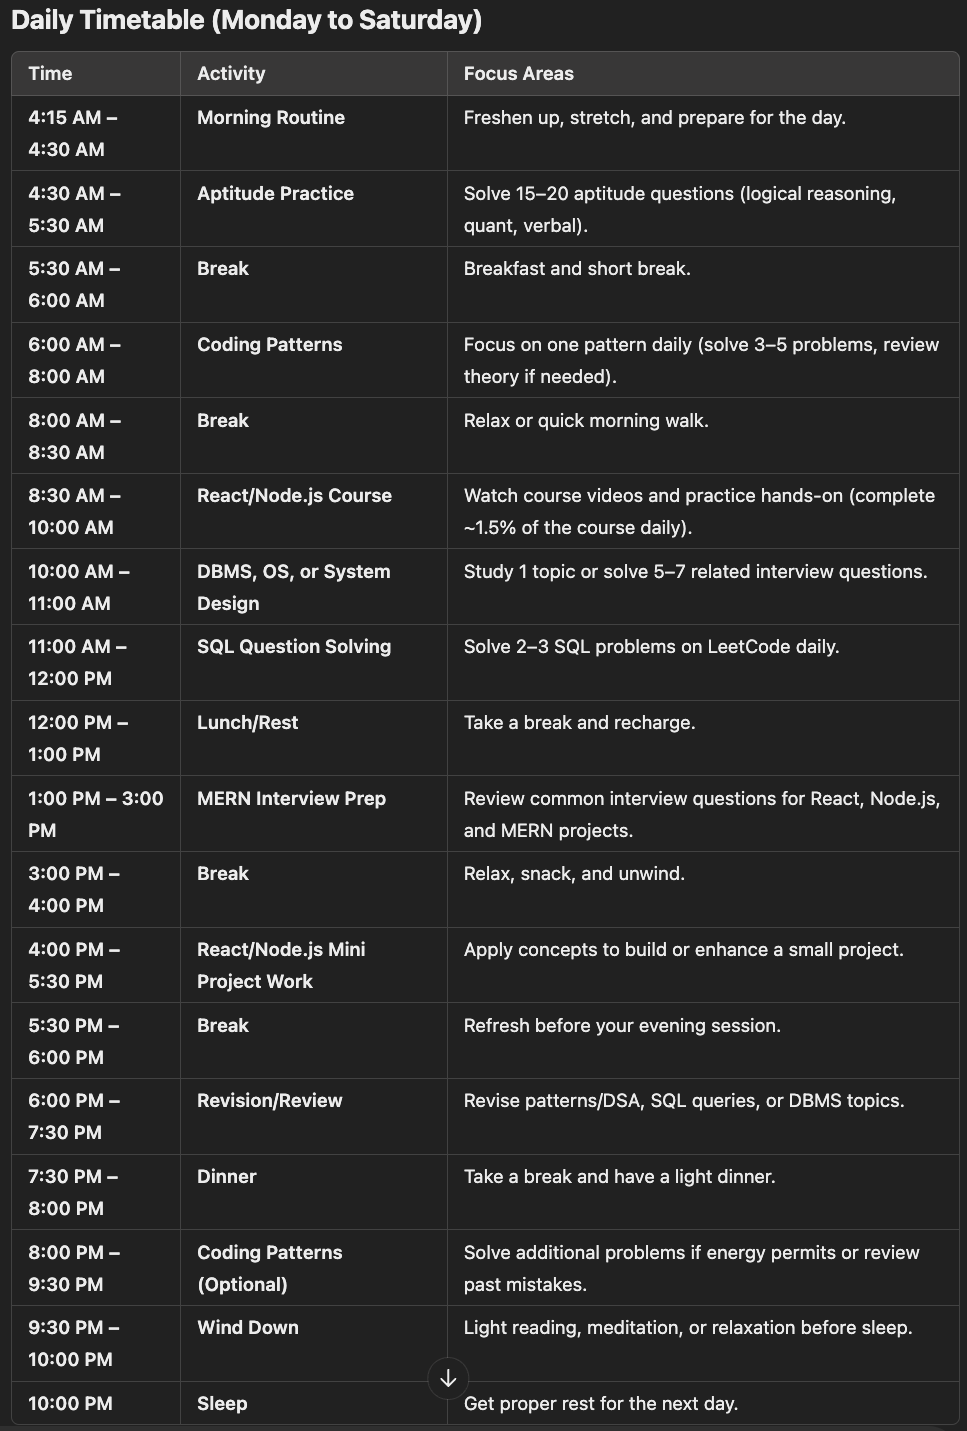 Daily Timetable (Monday to Saturday)
Time Activity Focus Areas
4:15 AM – Morning Routine Freshen up, stretch, and prepare for the day.
4:30 AM
4:30 AM – Aptitude Practice Solve 15–20 aptitude questions (logical reasoning,
5:30 AM quant, verbal).
5:30 AM – Break Breakfast and short break.
6:00 AM
6:00 AM – Coding Patterns Focus on one pattern daily (solve 3–5 problems, review
8:00 AM theory if needed).
8:00 AM – Break Relax or quick morning walk.
8:30 AM
8:30 AM – React/Node.js Course Watch course videos and practice hands-on (complete
10:00 AM ~1.5% of the course daily).
10:00 AM – DBMS, OS, or System Study 1 topic or solve 5–7 related interview questions.
11:00 AM Design
11:00 AM – SQL Question Solving Solve 2–3 SQL problems on LeetCode daily.
12:00 PM
12:00 PM – Lunch/Rest Take a break and recharge.
1:00 PM
1:00 PM – 3:00 MERN Interview Prep Review common interview questions for React, Node.js,
PM and MERN projects.
3:00 PM – Break Relax, snack, and unwind.
4:00 PM
4:00 PM – React/Node.js Mini Apply concepts to build or enhance a small project.
5:30 PM Project Work
5:30 PM – Break Refresh before your evening session.
6:00 PM
6:00 PM – Revision/Review Revise patterns/DSA, SQL queries, or DBMS topics.
7:30 PM
7:30 PM – Dinner Take a break and have a light dinner.
8:00 PM
8:00 PM – Coding Patterns Solve additional problems if energy permits or review
9:30 PM (Optional) past mistakes.
9:30 PM – Wind Down Light reading, meditation, or relaxation before sleep.
10:00 PM
10:00 PM Sleep Get proper rest for the next day.